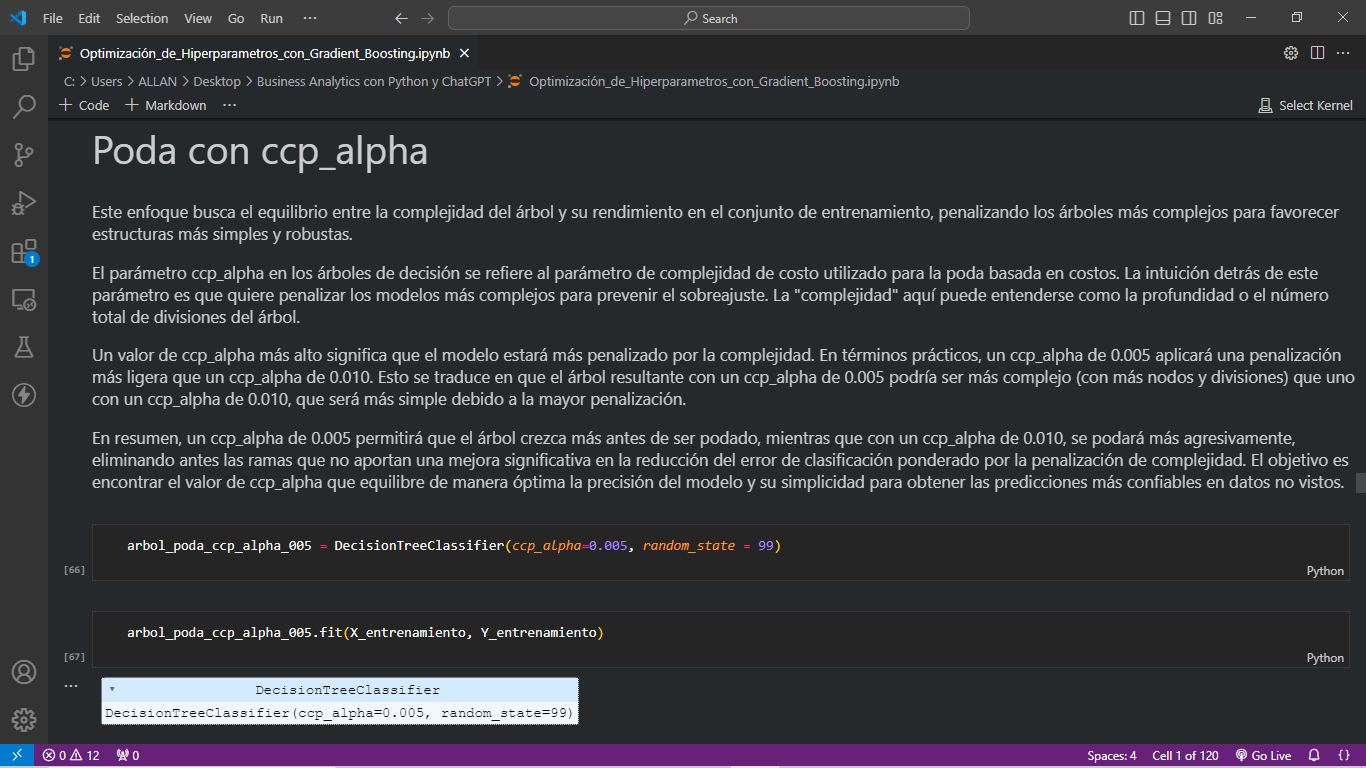 File Edit Selection View Go Run ··· Search
Optimización_de_Hiperparametros_con_Gradient_Boosting.ipynb
C: > Users > ALLAN > Desktop > Business Analytics con Python y ChatGPT > Optimización_de_Hiperparametros_con_Gradient_Boosting.ipynb
+ Code + Markdown ··· Select Kernel
Poda con ccp_alpha
Este enfoque busca el equilibrio entre la complejidad del árbol y su rendimiento en el conjunto de entrenamiento, penalizando los árboles más complejos para favorecer
estructuras más simples y robustas.
El parámetro ccp_alpha en los árboles de decisión se refiere al parámetro de complejidad de costo utilizado para la poda basada en costos. La intuición detrás de este
parámetro es que quiere penalizar los modelos más complejos para prevenir el sobreajuste. La "complejidad" aquí puede entenderse como la profundidad o el número
total de divisiones del árbol.
Un valor de ccp_alpha más alto significa que el modelo estará más penalizado por la complejidad. En términos prácticos, un ccp_alpha de 0.005 aplicará una penalización
más ligera que un ccp_alpha de 0.010. Esto se traduce en que el árbol resultante con un ccp_alpha de 0.005 podría ser más complejo (con más nodos y divisiones) que uno
con un ccp_alpha de 0.010, que será más simple debido a la mayor penalización.
En resumen, un ccp_alpha de 0.005 permitirá que el árbol crezca más antes de ser podado, mientras que con un ccp_alpha de 0.010, se podará más agresivamente,
eliminando antes las ramas que no aportan una mejora significativa en la reducción del error de clasificación ponderado por la penalización de complejidad. El objetivo es
encontrar el valor de ccp_alpha que equilibre de manera óptima la precisión del modelo y su simplicidad para obtener las predicciones más confiables en datos no vistos.
arbol_poda_ccp_alpha_005 = DecisionTreeClassifier(ccp_alpha=0.005, random_state = 99)
[66] Python
arbol_poda_ccp_alpha_005.fit(X_entrenamiento, Y_entrenamiento)
[67] Python
··· DecisionTreeClassifier
DecisionTreeClassifier(ccp_alpha=0.005, random_state=99)
1
0 12 0 Spaces: 4 Cell 1 of 120 Go Live {}